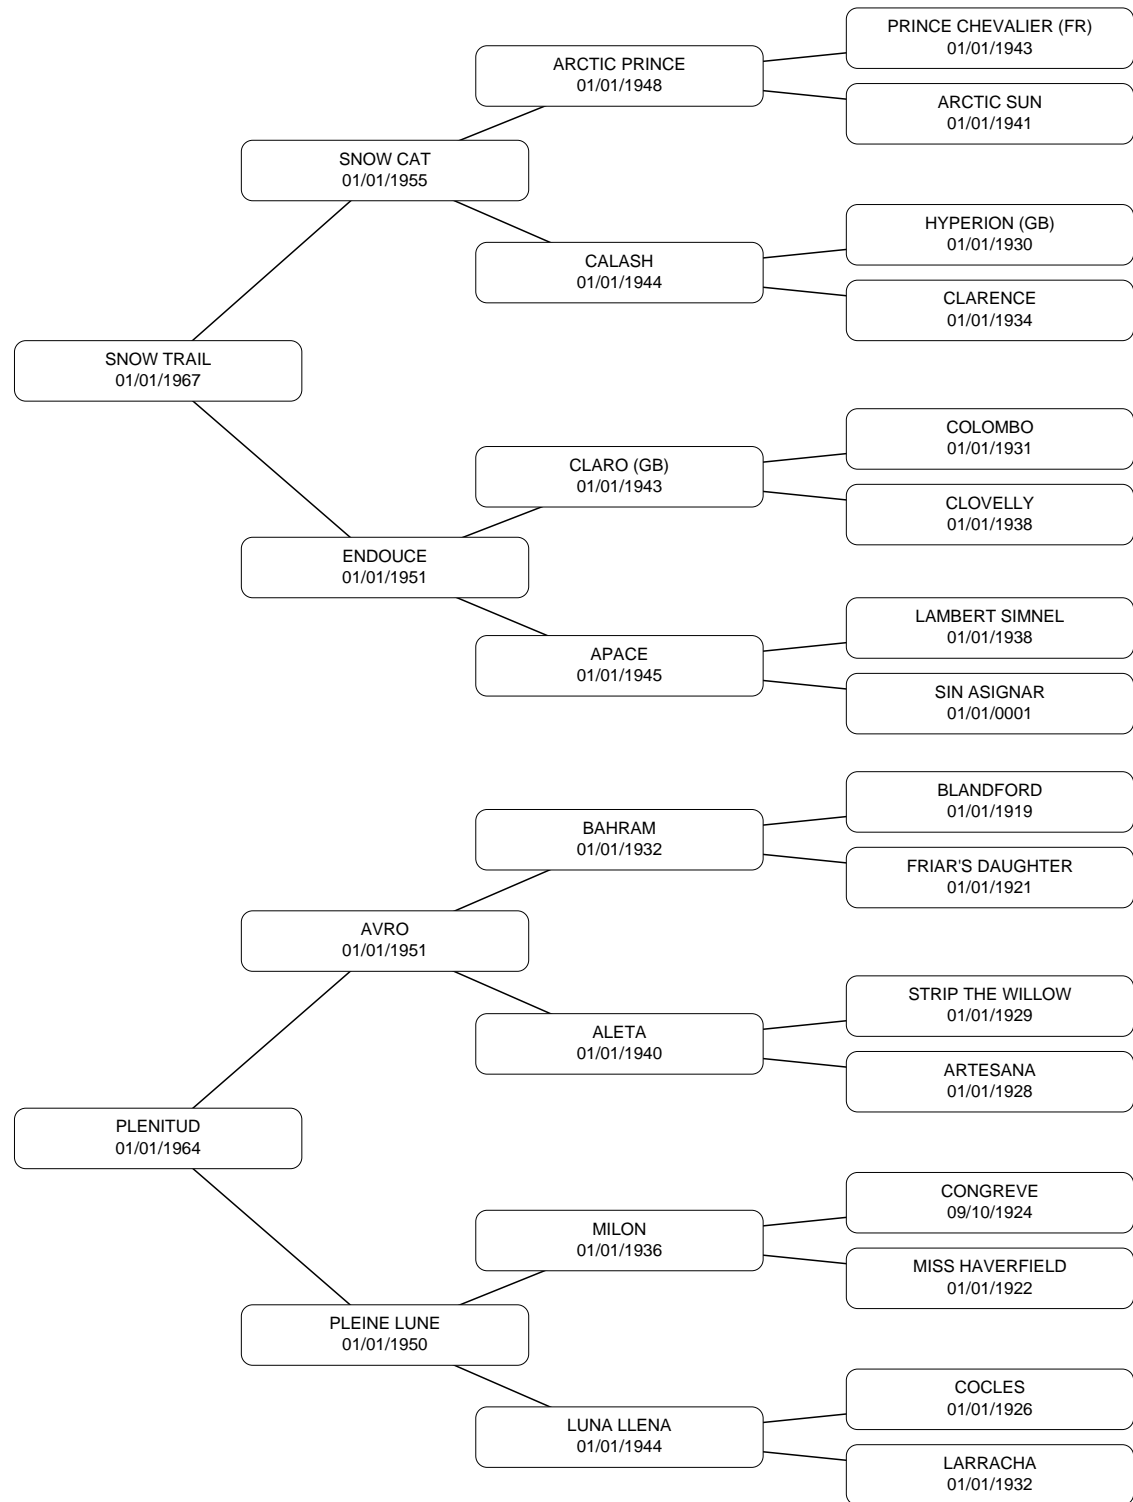 PRINCE CHEVALIER (FR)
01/01/1943
ARCTIC PRINCE
01/01/1948
ARCTIC SUN
01/01/1941
SNOW CAT
01/01/1955
HYPERION (GB)
01/01/1930
CALASH
01/01/1944
CLARENCE
01/01/1934
SNOW TRAIL
01/01/1967
COLOMBO
01/01/1931
CLARO (GB)
01/01/1943
CLOVELLY
01/01/1938
ENDOUCE
01/01/1951
LAMBERT SIMNEL
01/01/1938
APACE
01/01/1945
SIN ASIGNAR
01/01/0001
BLANDFORD
01/01/1919
BAHRAM
01/01/1932
FRIAR'S DAUGHTER
01/01/1921
AVRO
01/01/1951
STRIP THE WILLOW
01/01/1929
ALETA
01/01/1940
ARTESANA
01/01/1928
PLENITUD
01/01/1964
CONGREVE
09/10/1924
MILON
01/01/1936
MISS HAVERFIELD
01/01/1922
PLEINE LUNE
01/01/1950
COCLES
01/01/1926
LUNA LLENA
01/01/1944
LARRACHA
01/01/1932